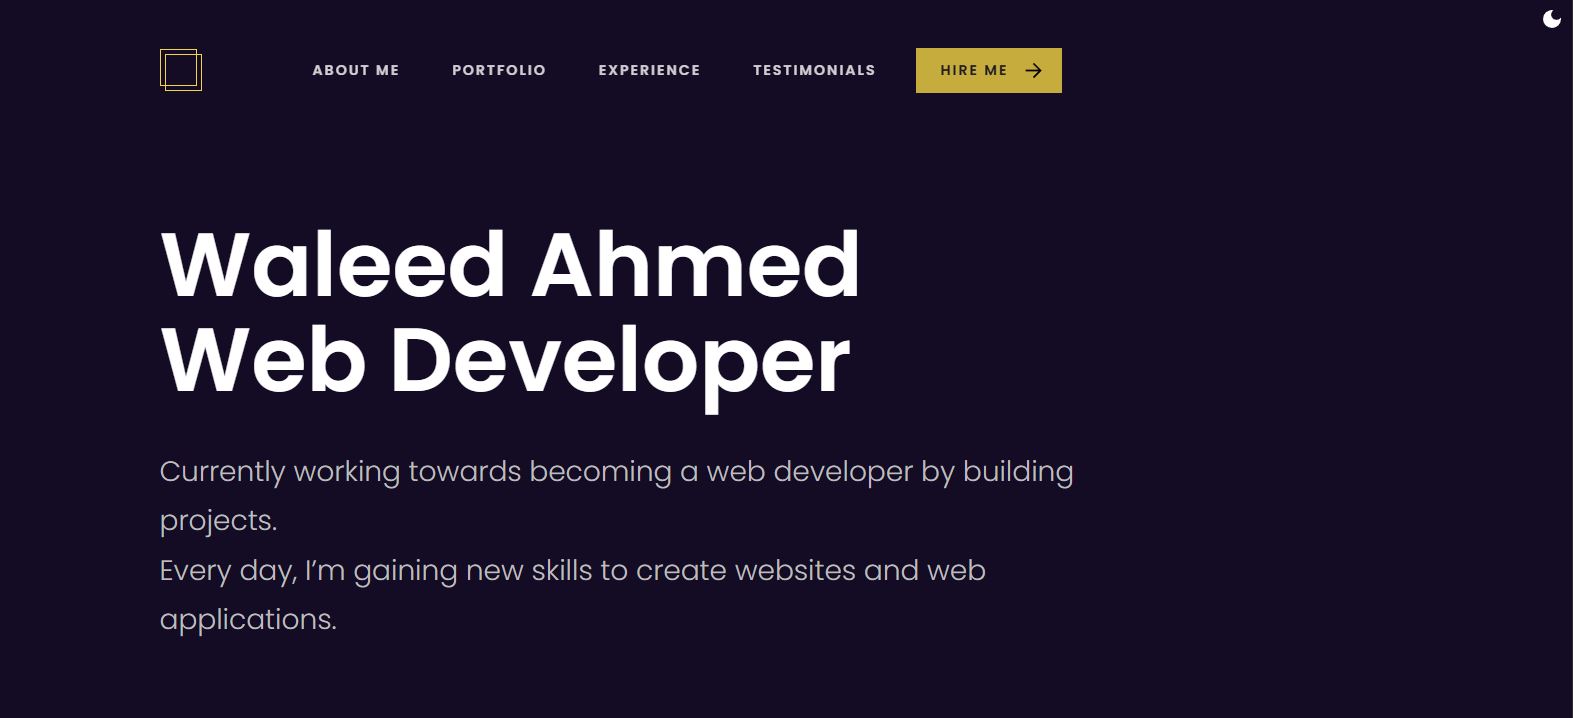 ABOUT ME PORTFOLIO EXPERIENCE TESTIMONIALS HIRE ME
Waleed Ahmed
Web Developer
Currently working towards becoming a web developer by building
projects.
Every day, I’m gaining new skills to create websites and web
applications.